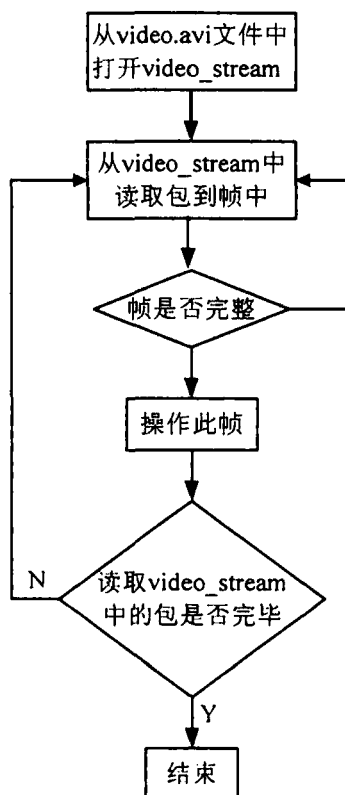 从video.avi文件中
打开video_stream
从video_stream中
读取包到帧中
帧是否完整
操作此帧
N
读取video_stream
中的包是否完毕
Y
结束